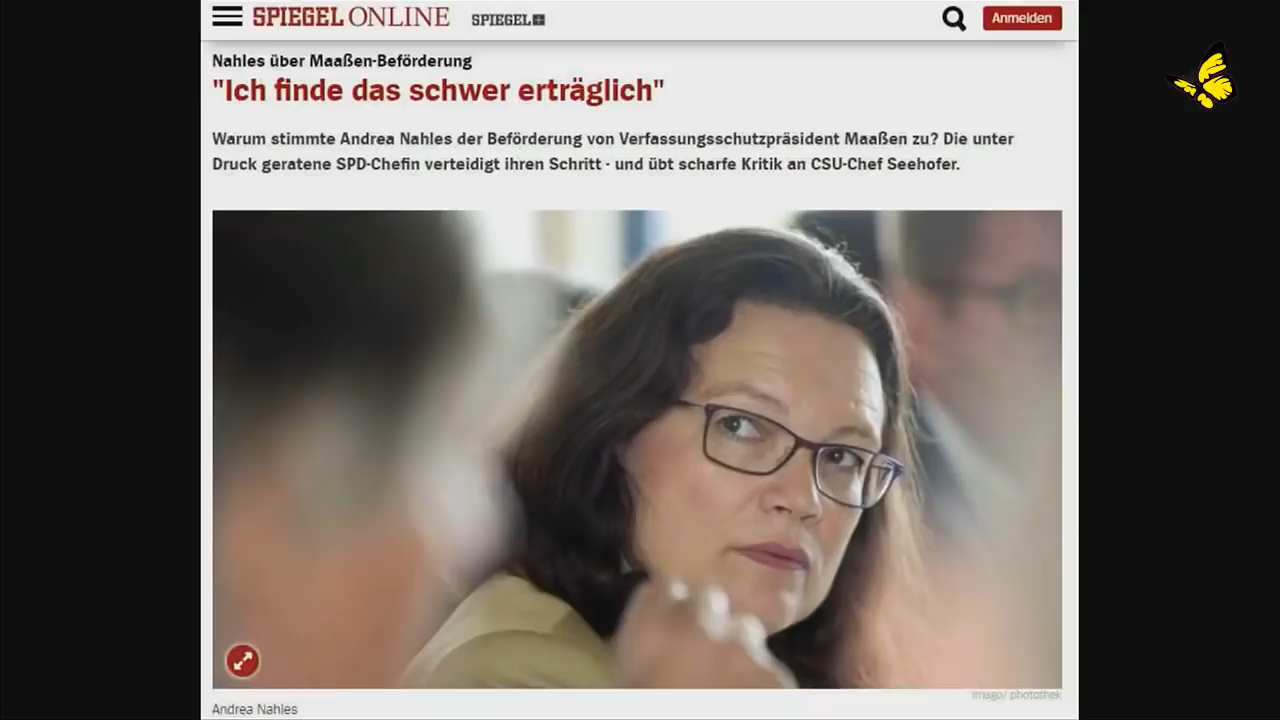 SPIEGEL ONLINE SPIEGEL+ Anmelden
Nahles über Maaßen-Beförderung
"Ich finde das schwer erträglich"
Warum stimmte Andrea Nahles der Beförderung von Verfassungsschutzpräsident Maaßen zu? Die unter
Druck geratene SPD-Chefin verteidigt ihren Schritt - und übt scharfe Kritik an CSU-Chef Seehofer.
imago/ photothek
Andrea Nahles